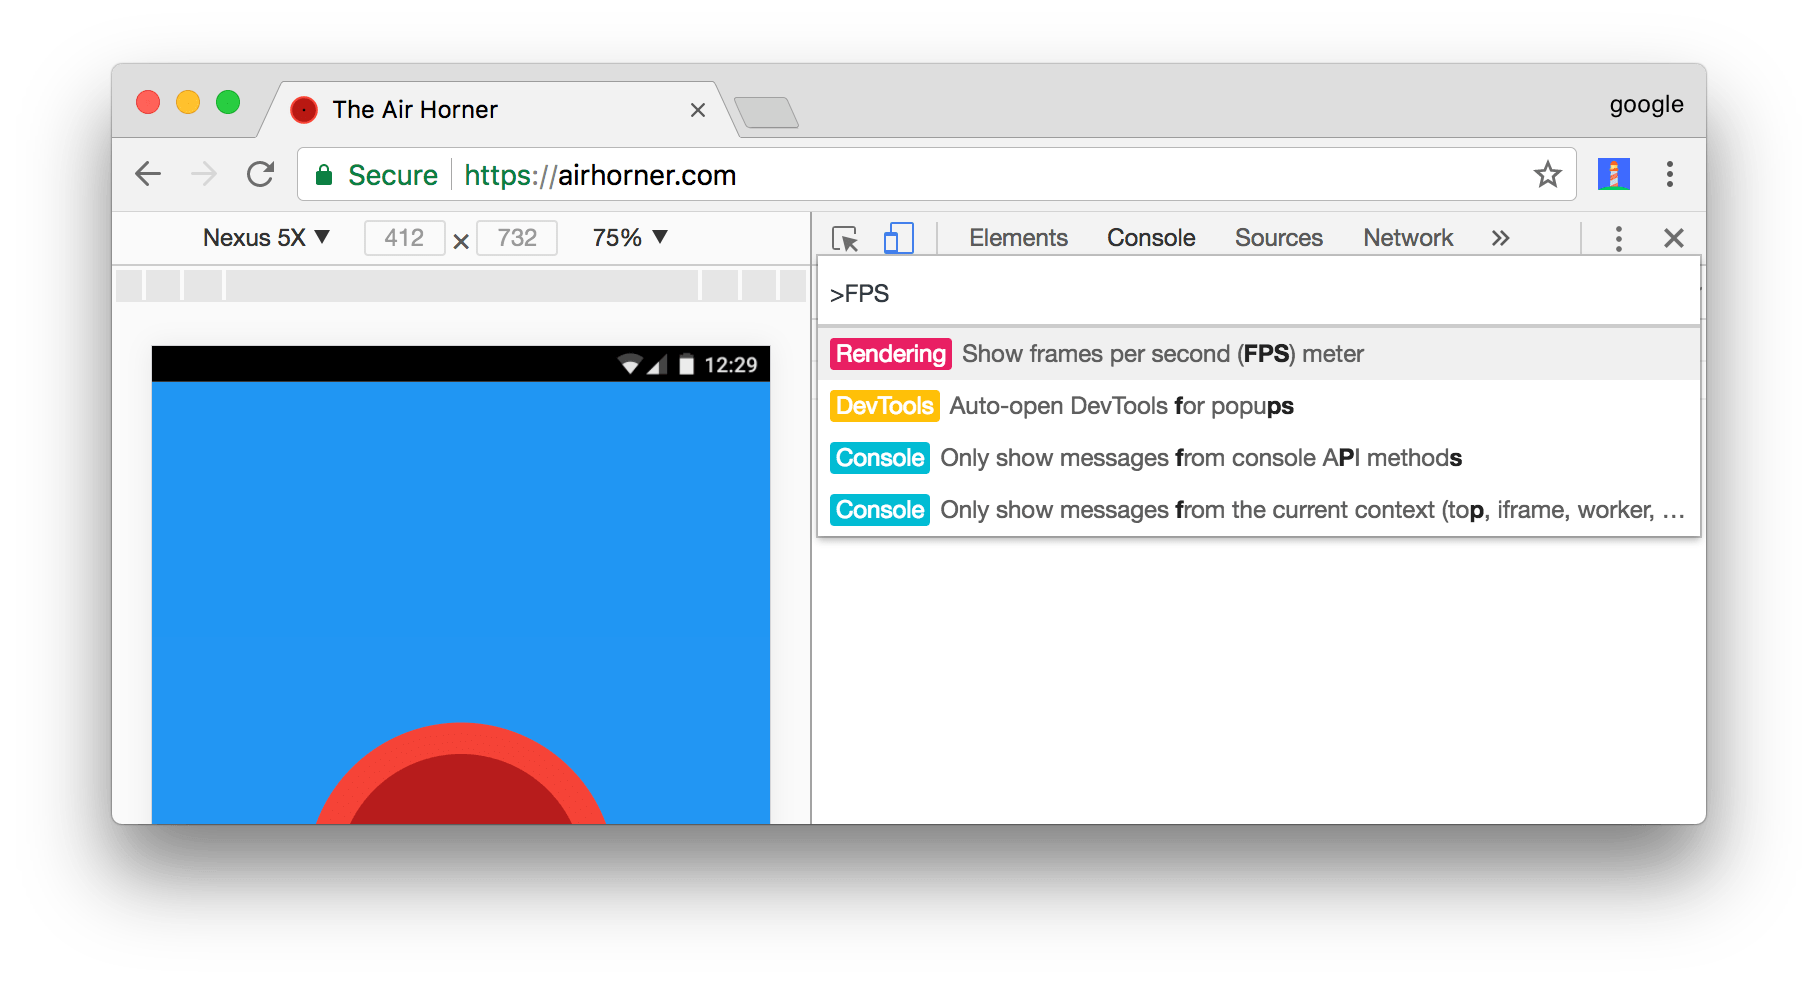 The Air Horner
google
Secure https://airhorner.com
Nexus 5X ▼ 412 × 732 75% ▼
Elements Console Sources Network »
>FPS
Rendering Show frames per second (FPS) meter
DevTools Auto-open DevTools for popups
Console Only show messages from console API methods
Console Only show messages from the current context (top, iframe, worker, …
12:29